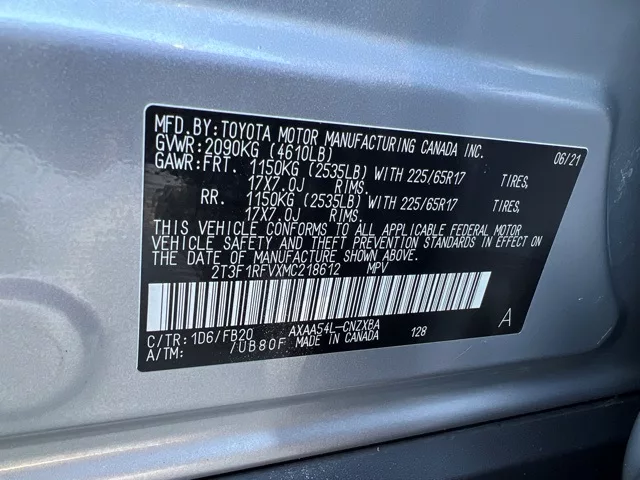 MFD.BY:TOYOTA MOTOR MANUFACTURING CANADA INC.
GVWR:2090KG (4610LB) 06/21
GAWR:FRT. 1150KG (2535LB) WITH 225/65R17 TIRES,
17X7.0J RIMS.
RR. 1150KG (2535LB) WITH 225/65R17 TIRES,
17X7.0J RIMS.
THIS VEHICLE CONFORMS TO ALL APPLICABLE FEDERAL MOTOR
VEHICLE SAFETY AND THEFT PREVENTION STANDARDS IN EFFECT ON
THE DATE OF MANUFACTURE SHOWN ABOVE.
2T3F1RFVXMC218612 MPV
C/TR:1D6/FB20 AXAA54L-CNZXBA 128 A
A/TM: /UB80F MADE IN CANADA